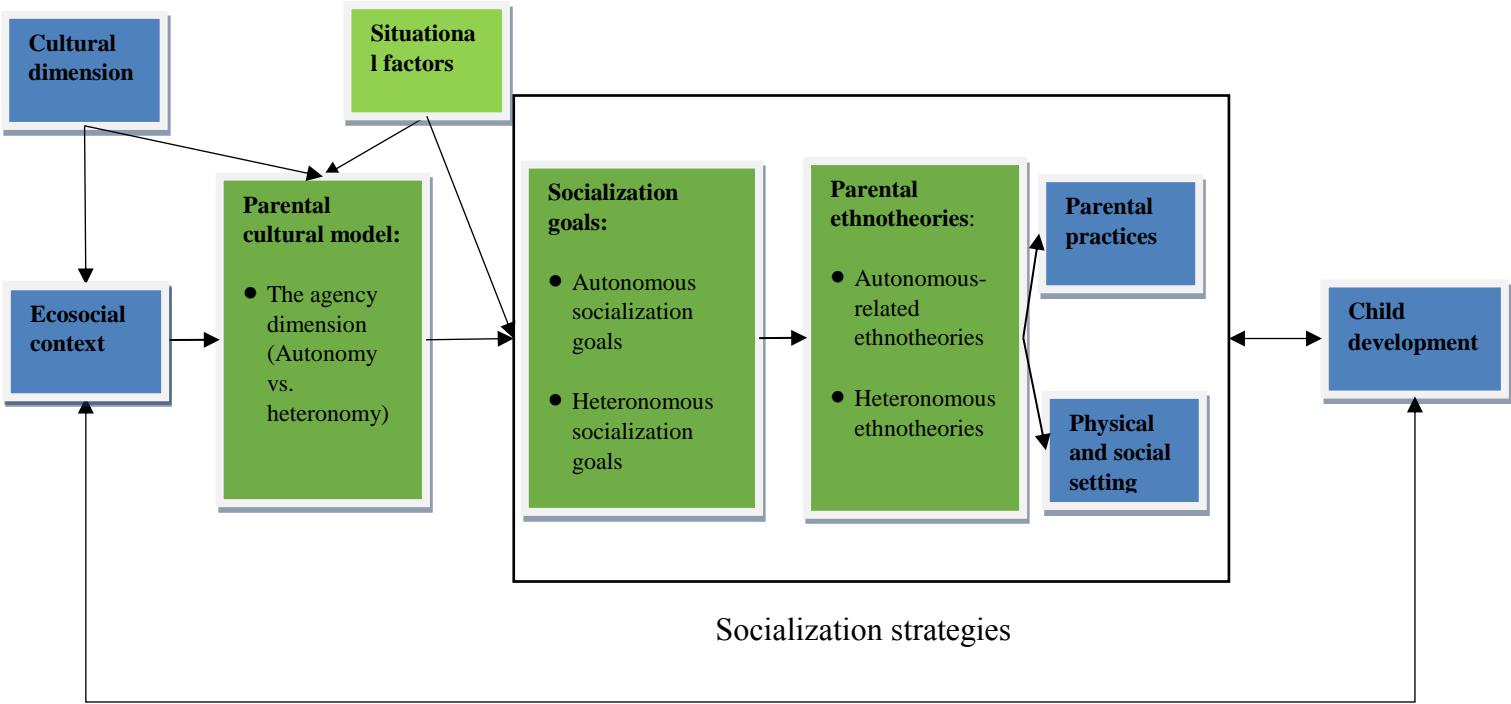 Cultural
dimension
Situationa
l factors
Ecosocial
context
Parental
cultural model:
● The agency
dimension
(Autonomy
vs.
heteronomy)
Socialization
goals:
● Autonomous
socialization
goals
● Heteronomous
socialization
goals
Parental
ethnotheories:
● Autonomous-
related
ethnotheories
● Heteronomous
ethnotheories
Parental
practices
Physical
and social
setting
Child
development
Socialization strategies